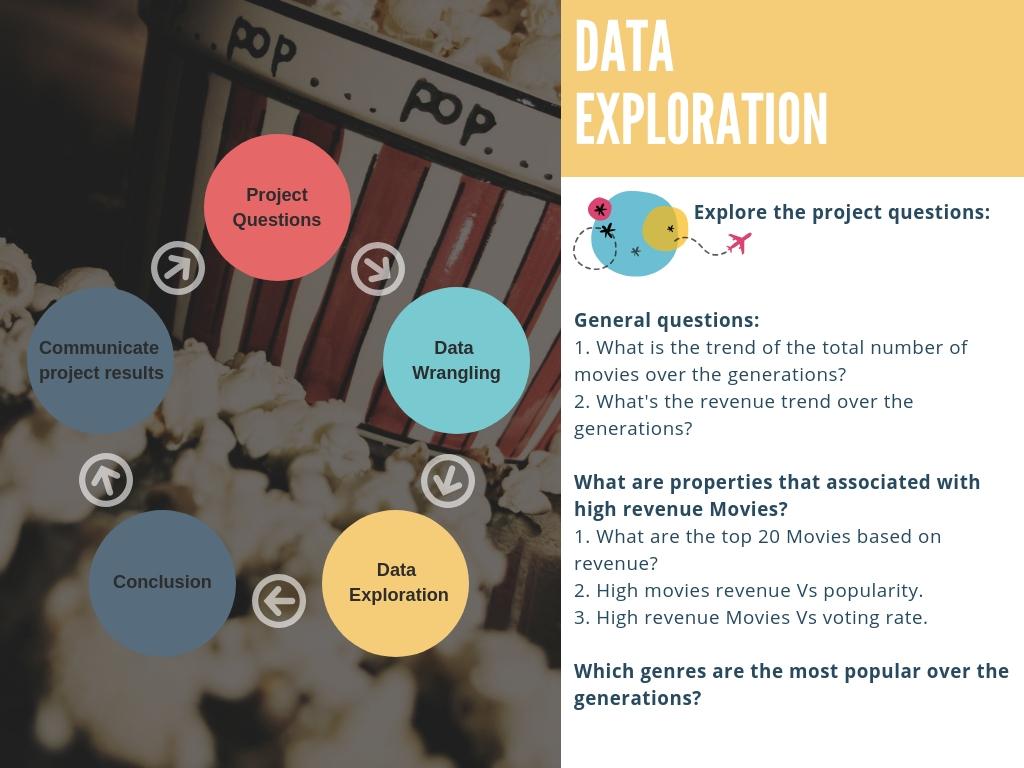 pop . . . pop . . .
Project
Questions
Data
Wrangling
Data
Exploration
Conclusion
Communicate
project results
DATA
EXPLORATION
Explore the project questions:
General questions:
1. What is the trend of the total number of
movies over the generations?
2. What's the revenue trend over the
generations?
What are properties that associated with
high revenue Movies?
1. What are the top 20 Movies based on
revenue?
2. High movies revenue Vs popularity.
3. High revenue Movies Vs voting rate.
Which genres are the most popular over the
generations?